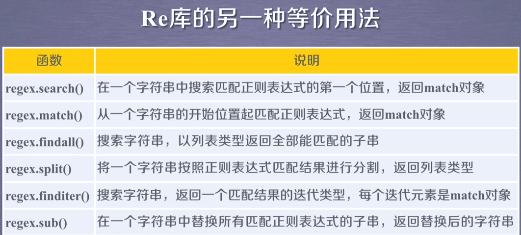 Re库的另一种等价用法
函数 说明
regex.search() 在一个字符串中搜索匹配正则表达式的第一个位置，返回match对象
regex.match() 从一个字符串的开始位置起匹配正则表达式，返回match对象
regex.findall() 搜索字符串，以列表类型返回全部能匹配的子串
regex.split() 将一个字符串按照正则表达式匹配结果进行分割，返回列表类型
regex.finditer() 搜索字符串，返回一个匹配结果的迭代类型，每个迭代元素是match对象
regex.sub() 在一个字符串中替换所有匹配正则表达式的子串，返回替换后的字符串